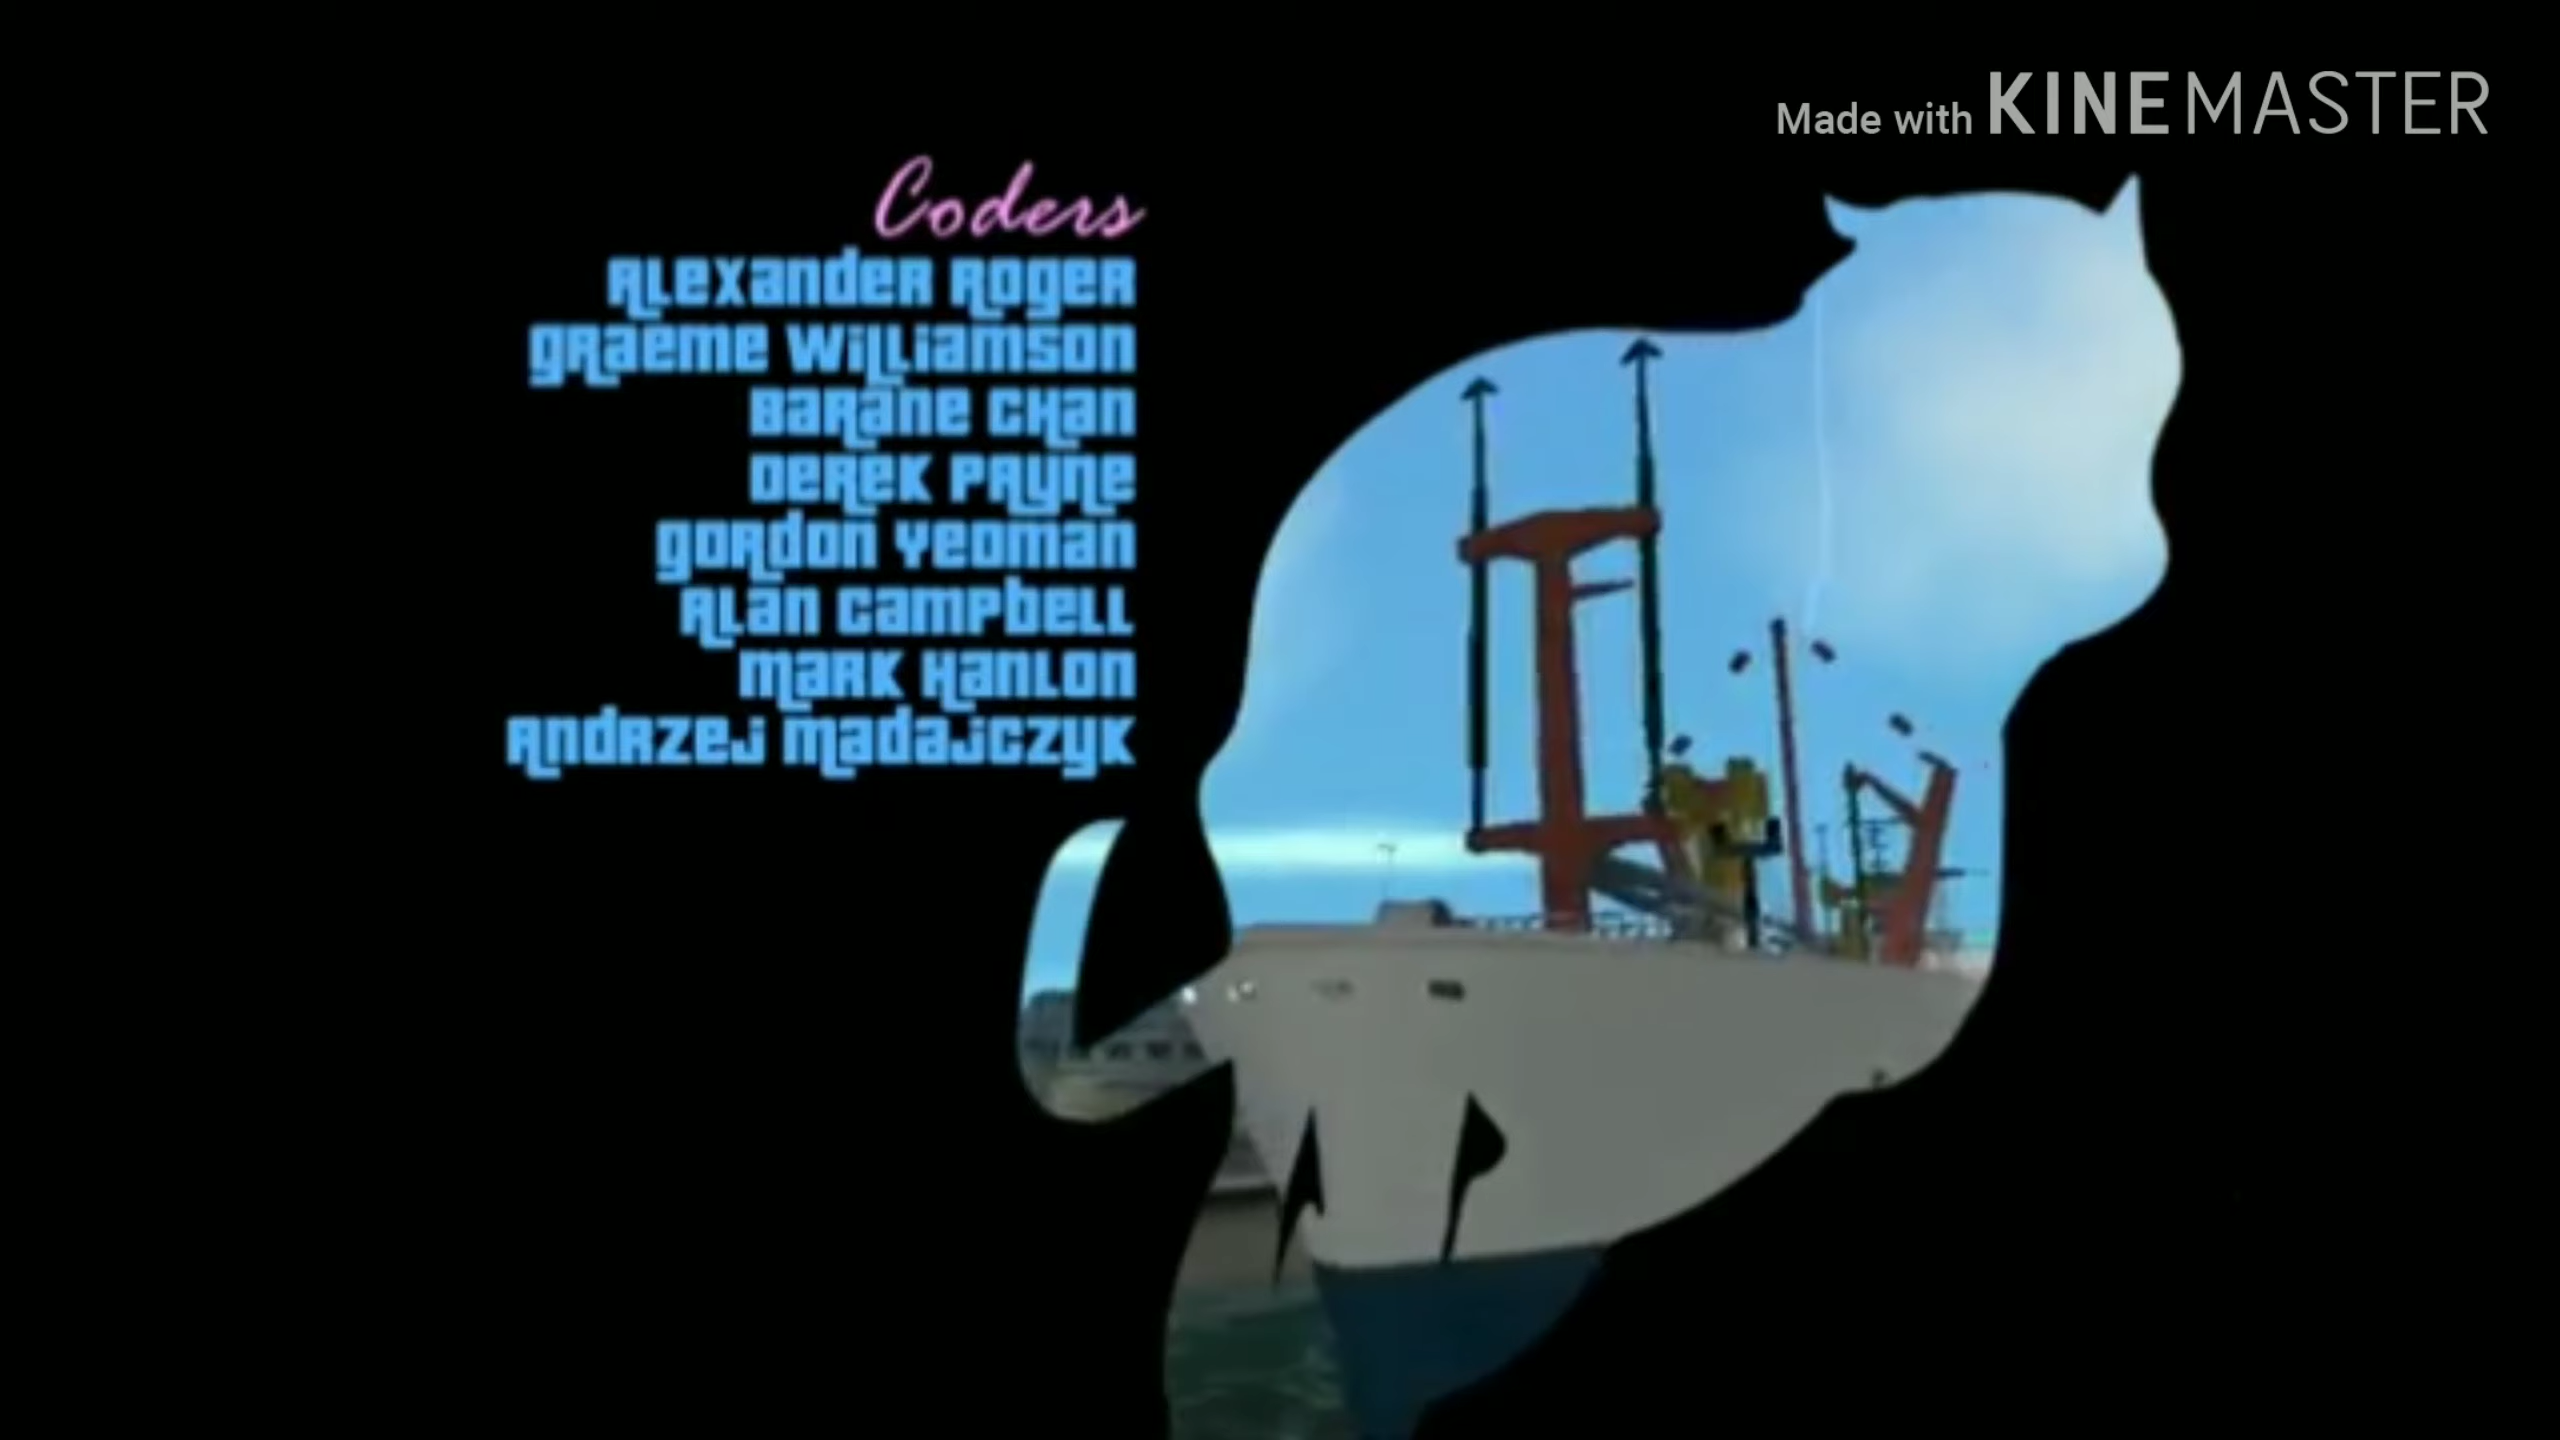 Made with KINEMASTER
Coders
ALEXANDER ROGER
GRAEME WILLIAMSON
BARANE CHAN
DEREK PAYNE
GORDON YEOMAN
ALAN CAMPBELL
MARK HANLON
ANDRZEJ MADAJCZYK